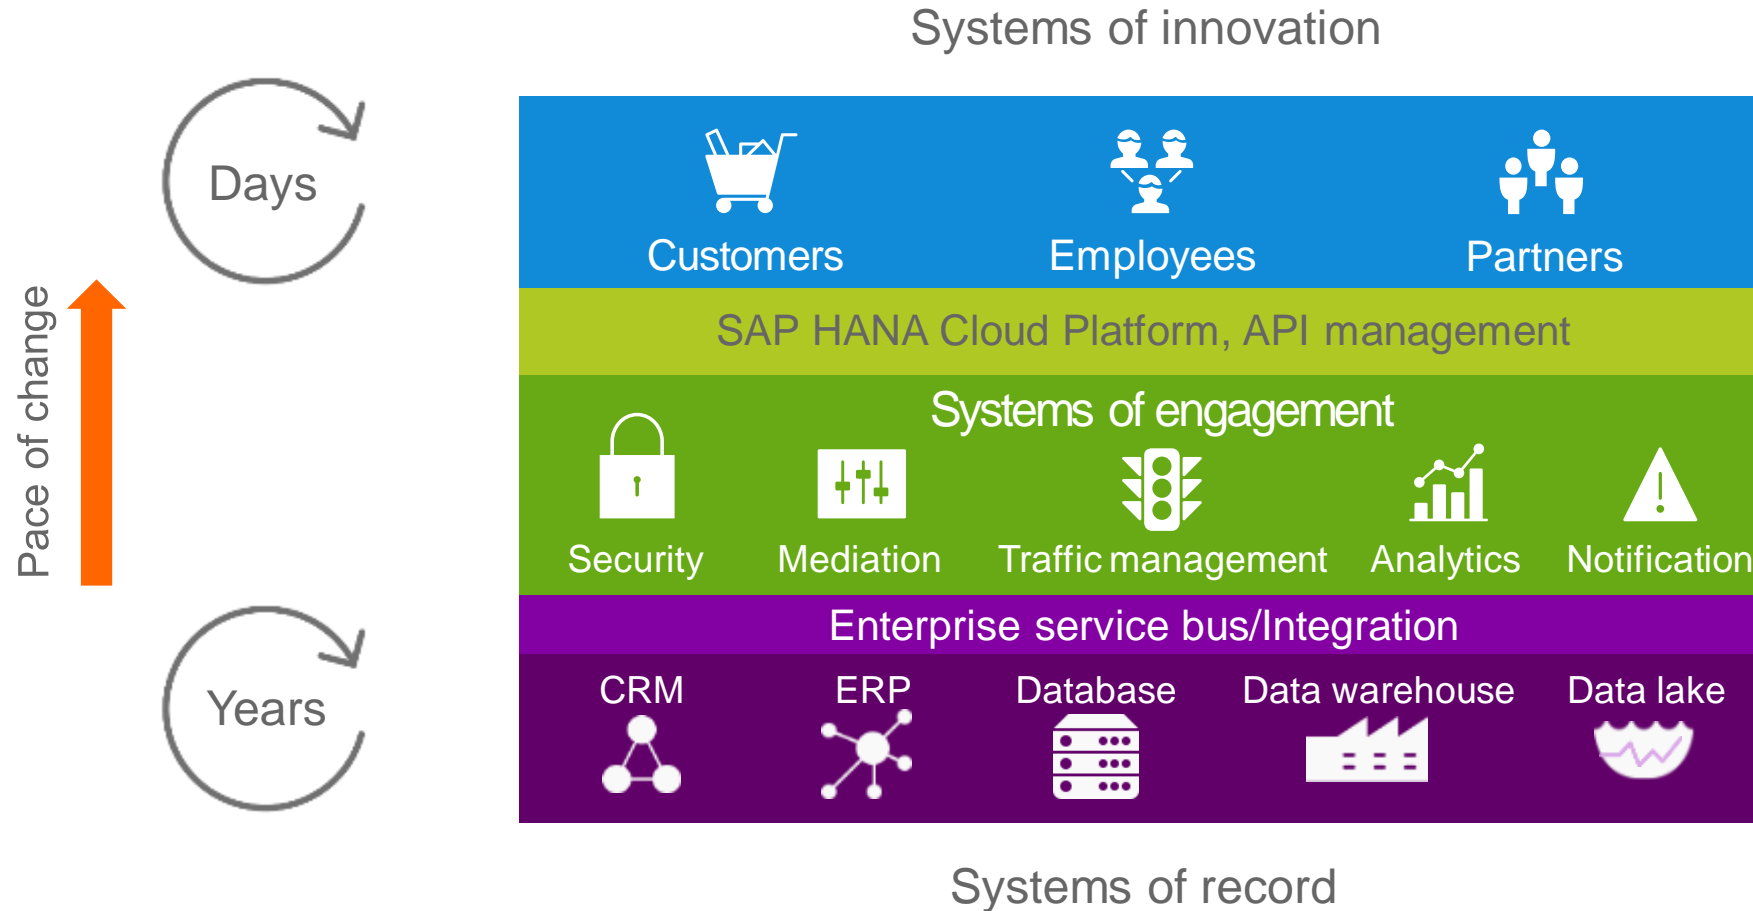 Systems of innovation
Days
Customers
Employees
Partners
SAP HANA Cloud Platform, API management
Pace of change
Systems of engagement
Security
Mediation
Traffic management
Analytics
Notification
Enterprise service bus/Integration
Years
CRM
ERP
Database
Data warehouse
Data lake
Systems of record